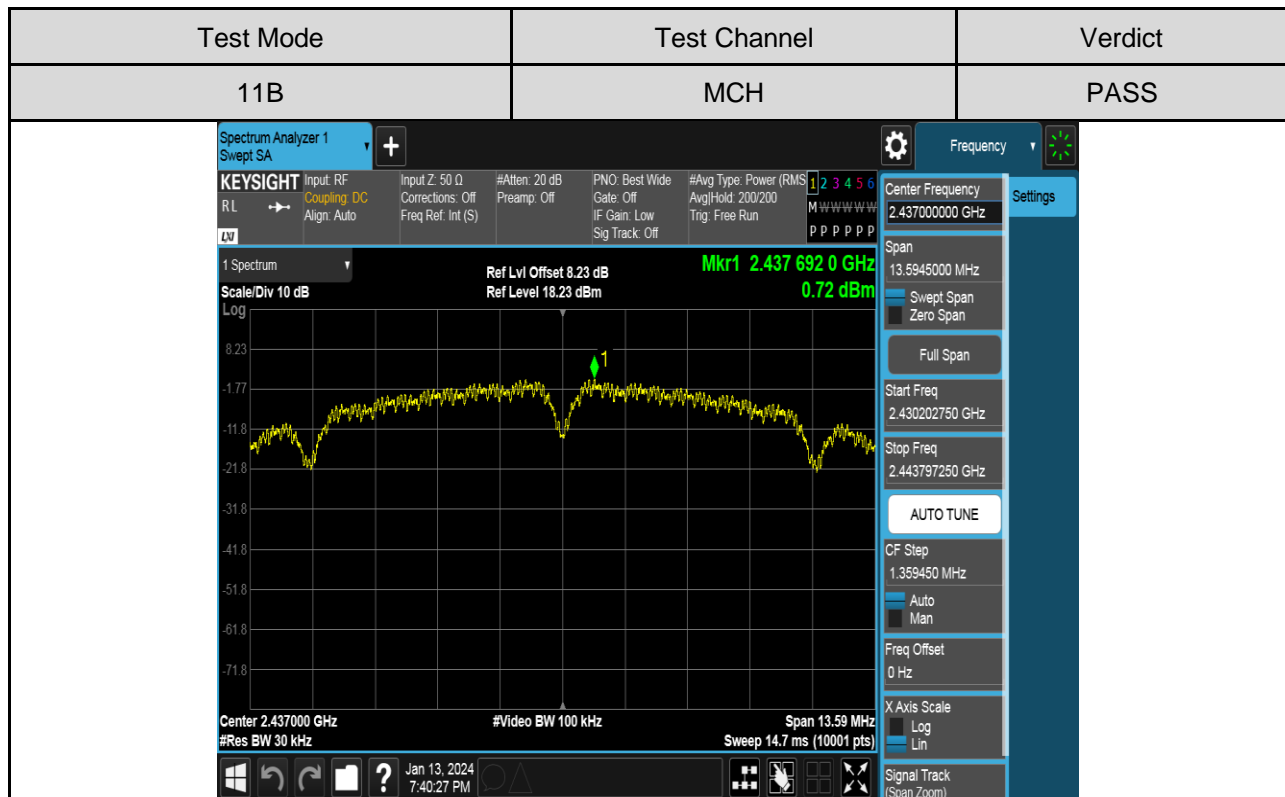 Test Mode Test Channel Verdict
11B MCH PASS
Spectrum Analyzer 1
Swept SA
+
Frequency
KEYSIGHT Input: RF Input Z: 50 Ω #Atten: 20 dB PNO: Best Wide #Avg Type: Power (RMS 1 2 3 4 5 6
RL Coupling: DC Corrections: Off Preamp: Off Gate: Off Avg|Hold: 200/200 M W W W W W
Align: Auto Freq Ref: Int (S) IF Gain: Low Trig: Free Run
LXI Sig Track: Off P P P P P P
1 Spectrum
Ref Lvl Offset 8.23 dB Mkr1 2.437 692 0 GHz
Scale/Div 10 dB Ref Level 18.23 dBm 0.72 dBm
Log
8.23
1
-1.77
-11.8
-21.8
-31.8
-41.8
-51.8
-61.8
-71.8
Center 2.437000 GHz #Video BW 100 kHz Span 13.59 MHz
#Res BW 30 kHz Sweep 14.7 ms (10001 pts)
? Jan 13, 2024
7:40:27 PM
Center Frequency
2.437000000 GHz
Settings
Span
13.5945000 MHz
Swept Span
Zero Span
Full Span
Start Freq
2.430202750 GHz
Stop Freq
2.443797250 GHz
AUTO TUNE
CF Step
1.359450 MHz
Auto
Man
Freq Offset
0 Hz
X Axis Scale
Log
Lin
Signal Track
(Span Zoom)